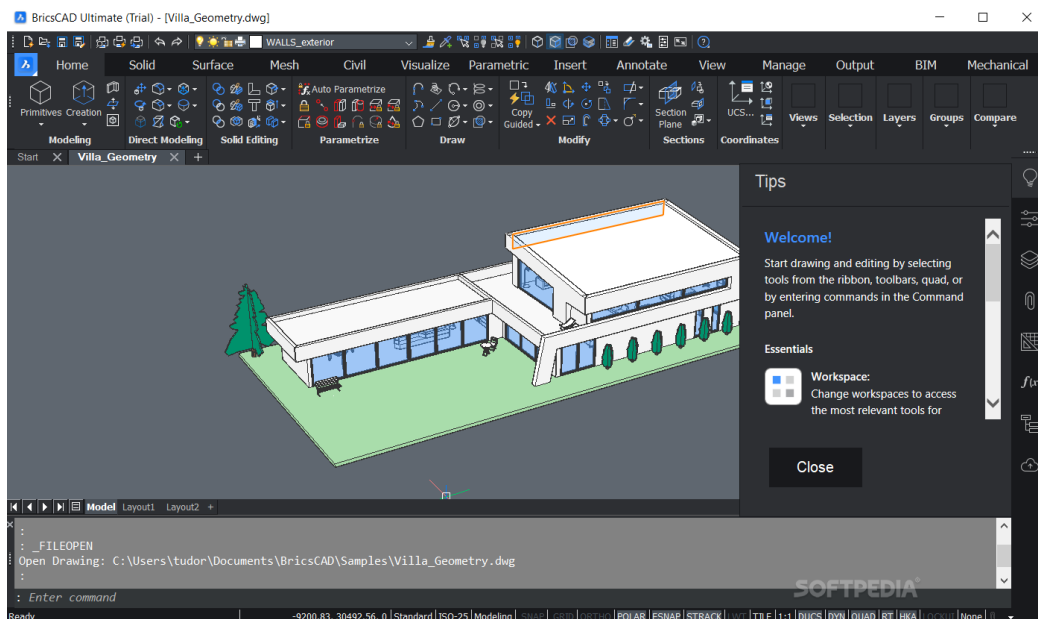 BricsCAD Ultimate (Trial) - [Villa_Geometry.dwg]
WALLS_exterior
Home Solid Surface Mesh Civil Visualize Parametric Insert Annotate View Manage Output BIM Mechanical
Auto Parametrize
Primitives Creation
Copy
Guided
Section
Plane
UCS...
Views Selection Layers Groups Compare
Modeling Direct Modeling Solid Editing Parametrize Draw Modify Sections Coordinates
Start Villa_Geometry
Tips
Welcome!
Start drawing and editing by selecting
tools from the ribbon, toolbars, quad, or
by entering commands in the Command
panel.
Essentials
Workspace:
Change workspaces to access
the most relevant tools for
Close
Model Layout1 Layout2 +
:
: _FILEOPEN
Open Drawing: C:\Users\tudor\Documents\BricsCAD\Samples\Villa_Geometry.dwg
:
SOFTPEDIA
: Enter command
Ready -9200.83, 30492.56, 0 Standard ISO-25 Modeling SNAP GRID ORTHO POLAR ESNAP STRACK LWT TILE 1:1 DUCS DYN QUAD RT HKA LOCKUI None